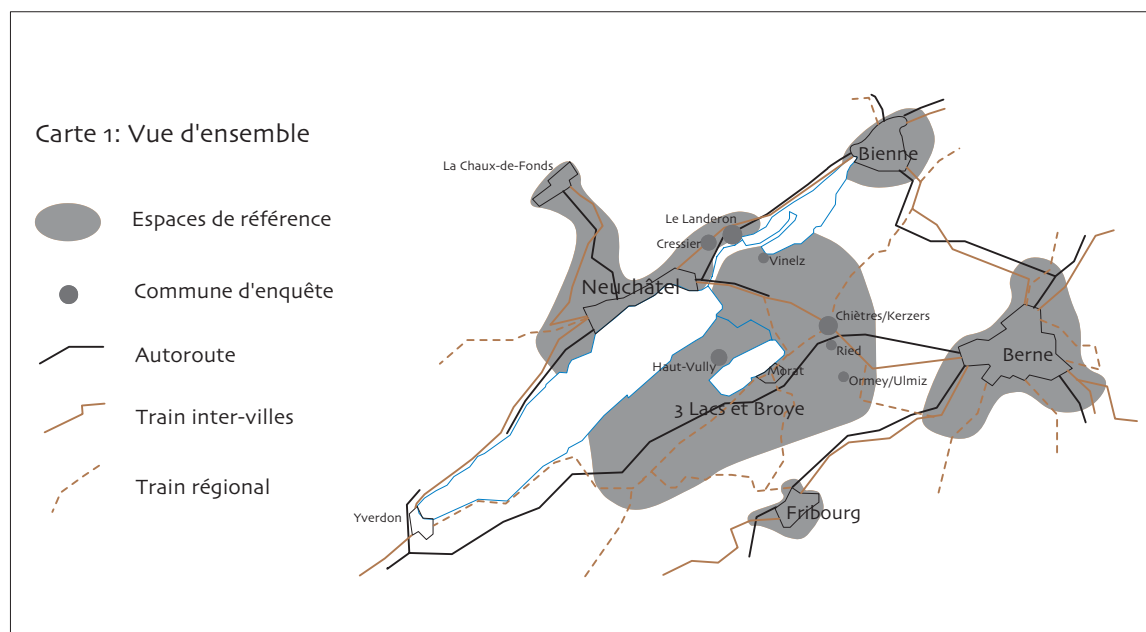 Carte 1: Vue d'ensemble
Espaces de référence
Commune d'enquête
Autoroute
Train inter-villes
Train régional
La Chaux-de-Fonds
Bienne
Le Landeron
Cressier
Vinelz
Neuchâtel
Chiètres/Kerzers
Ried
Berne
Haut-Vully
Morat
Ormey/Ulmiz
3 Lacs et Broye
Yverdon
Fribourg